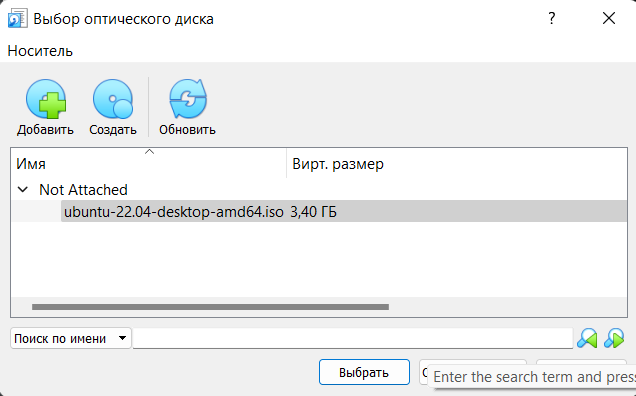 Выбор оптического диска
?
Носитель
Добавить
Создать
Обновить
Имя
Вирт. размер
Not Attached
ubuntu-22.04-desktop-amd64.iso 3,40 ГБ
Поиск по имени
Выбрать
Enter the search term and press